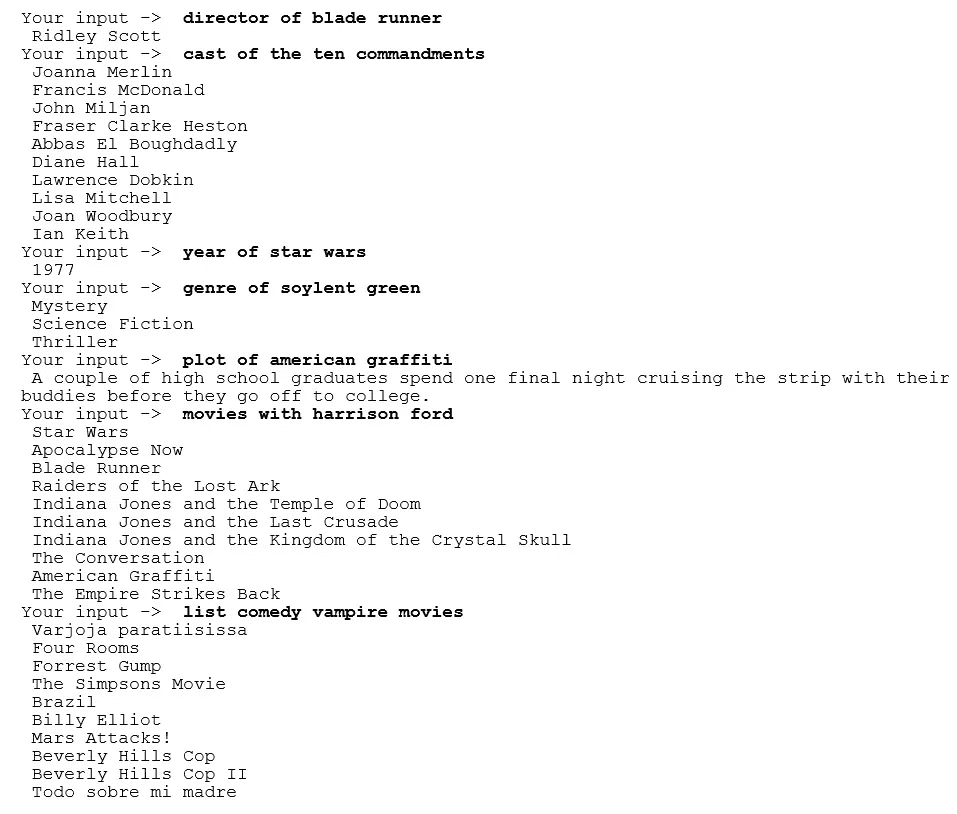 Your input ->  director of blade runner
Ridley Scott
Your input ->  cast of the ten commandments
Joanna Merlin
Francis McDonald
John Miljan
Fraser Clarke Heston
Abbas El Boughdadly
Diane Hall
Lawrence Dobkin
Lisa Mitchell
Joan Woodbury
Ian Keith
Your input ->  year of star wars
1977
Your input ->  genre of soylent green
Mystery
Science Fiction
Thriller
Your input ->  plot of american graffiti
A couple of high school graduates spend one final night cruising the strip with their
buddies before they go off to college.
Your input ->  movies with harrison ford
Star Wars
Apocalypse Now
Blade Runner
Raiders of the Lost Ark
Indiana Jones and the Temple of Doom
Indiana Jones and the Last Crusade
Indiana Jones and the Kingdom of the Crystal Skull
The Conversation
American Graffiti
The Empire Strikes Back
Your input ->  list comedy vampire movies
Varjoja paratiisissa
Four Rooms
Forrest Gump
The Simpsons Movie
Brazil
Billy Elliot
Mars Attacks!
Beverly Hills Cop
Beverly Hills Cop II
Todo sobre mi madre